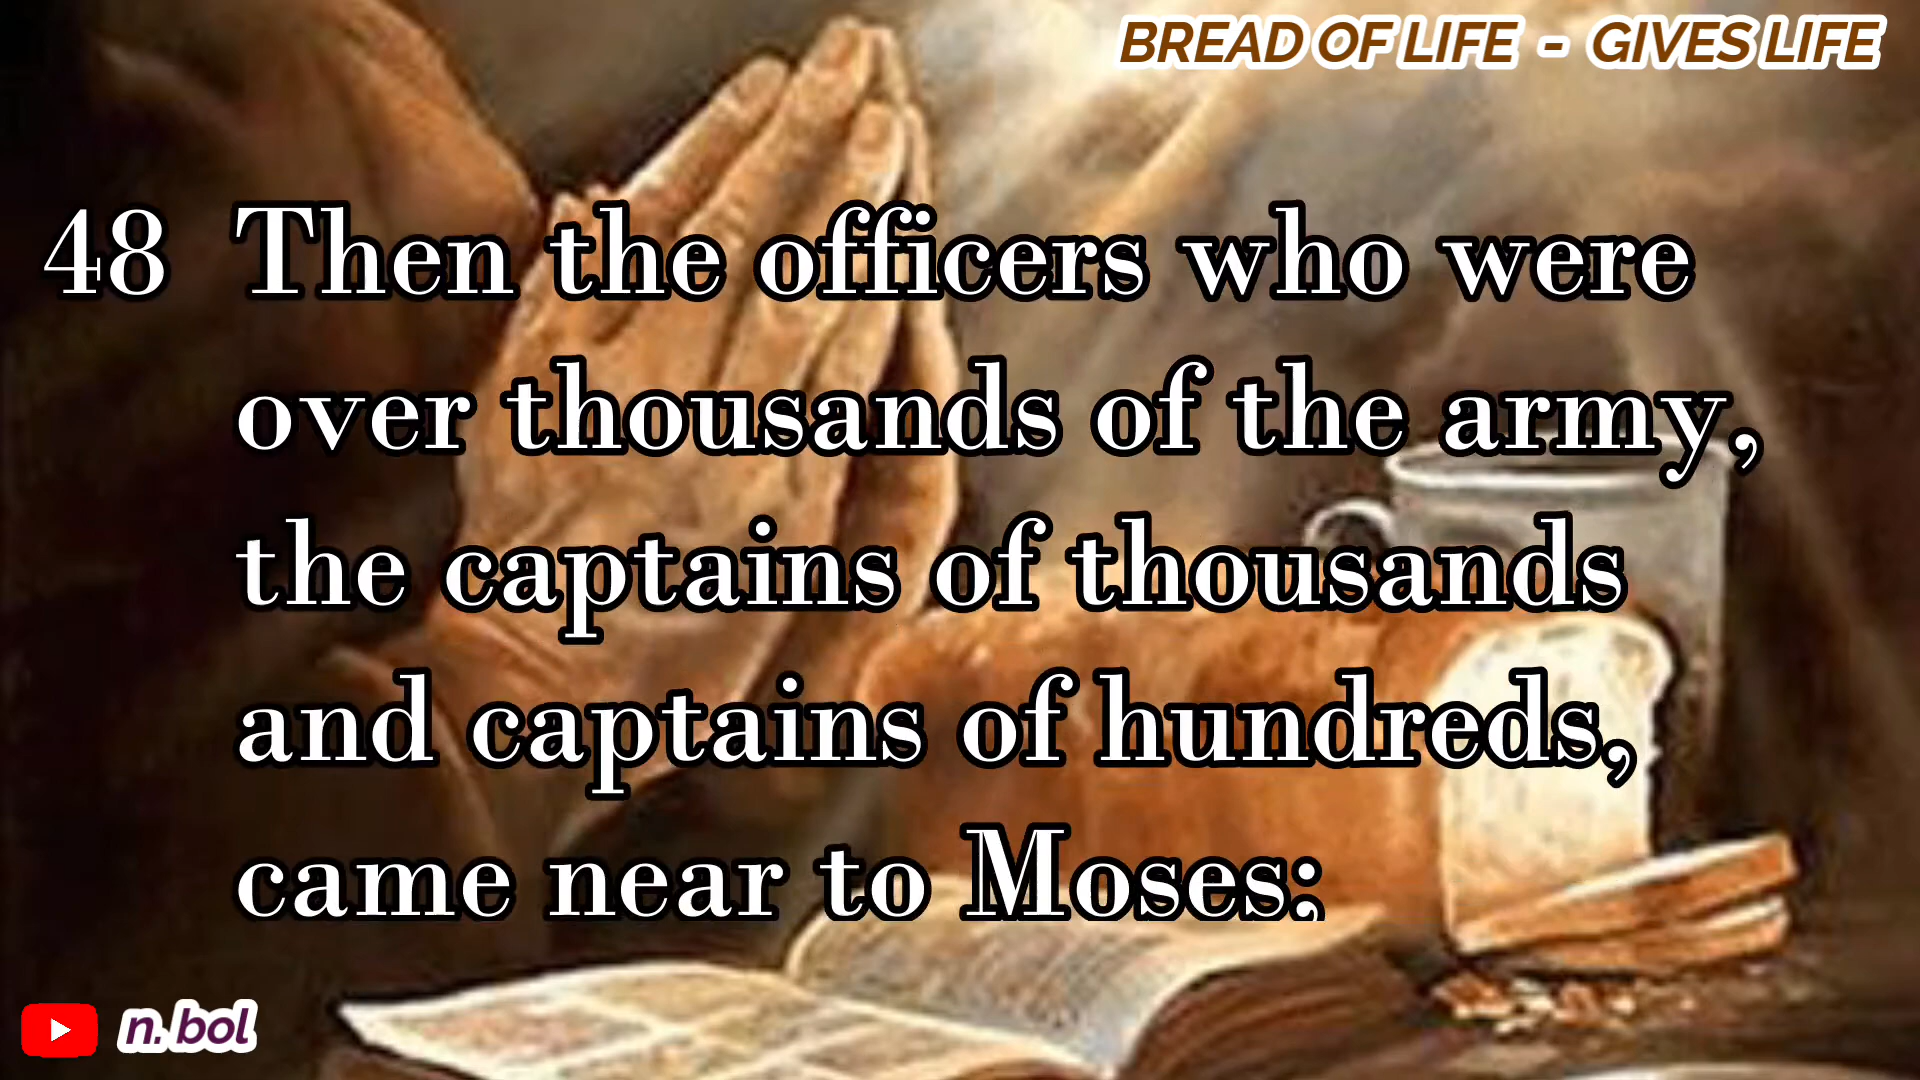 BREAD OF LIFE - GIVES LIFE
48 Then the officers who were
over thousands of the army,
the captains of thousands
and captains of hundreds,
came near to Moses;
n. bol